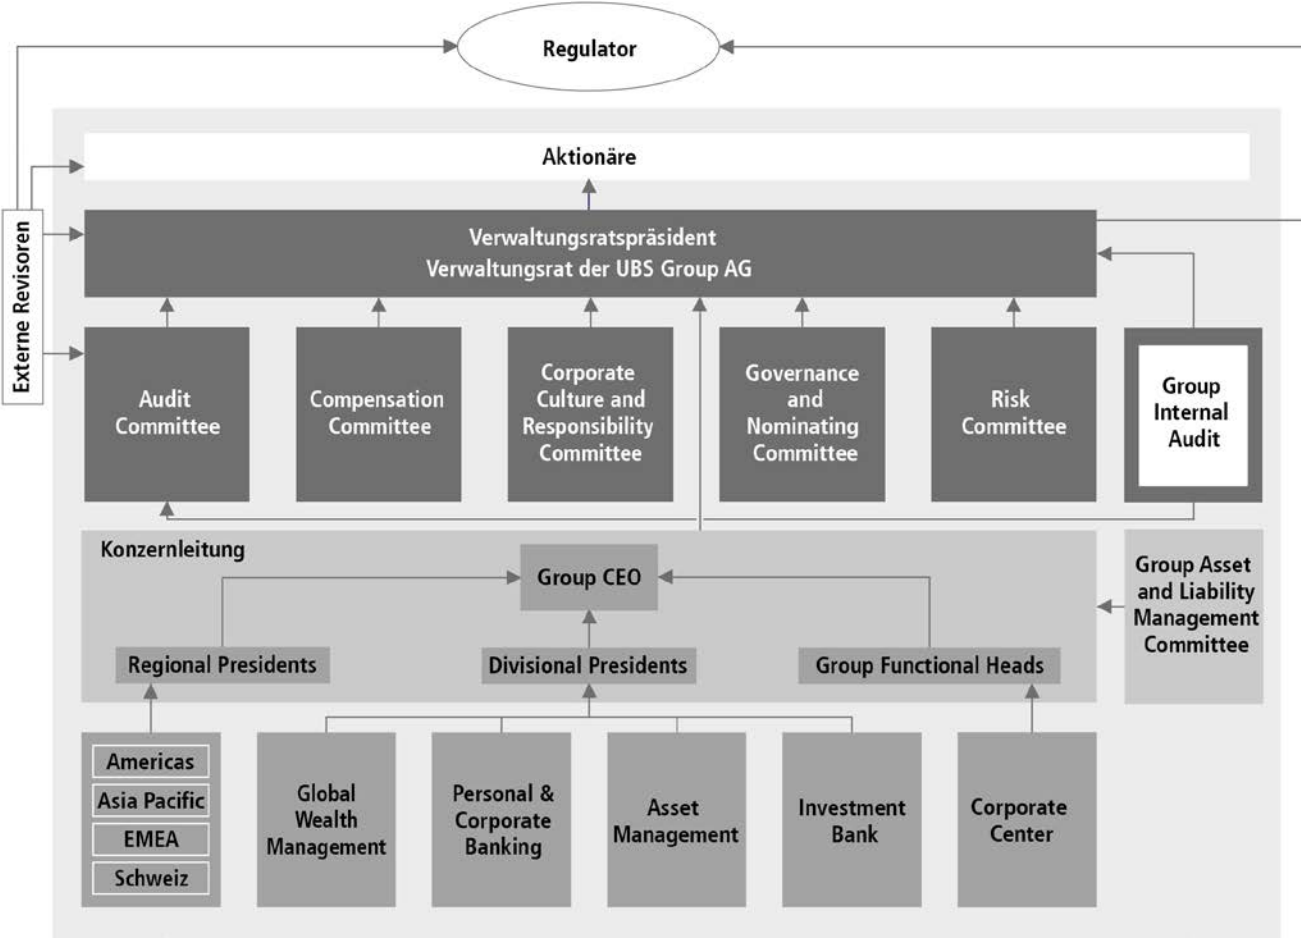 Regulator
Aktionäre
Externe Revisoren
Verwaltungsratspräsident
Verwaltungsrat der UBS Group AG
Audit
Committee
Compensation
Committee
Corporate
Culture and
Responsibility
Committee
Governance
and
Nominating
Committee
Risk
Committee
Group
Internal
Audit
Konzernleitung
Group CEO
Group Asset
and Liability
Management
Committee
Regional Presidents
Divisional Presidents
Group Functional Heads
Americas
Asia Pacific
EMEA
Schweiz
Global
Wealth
Management
Personal &
Corporate
Banking
Asset
Management
Investment
Bank
Corporate
Center